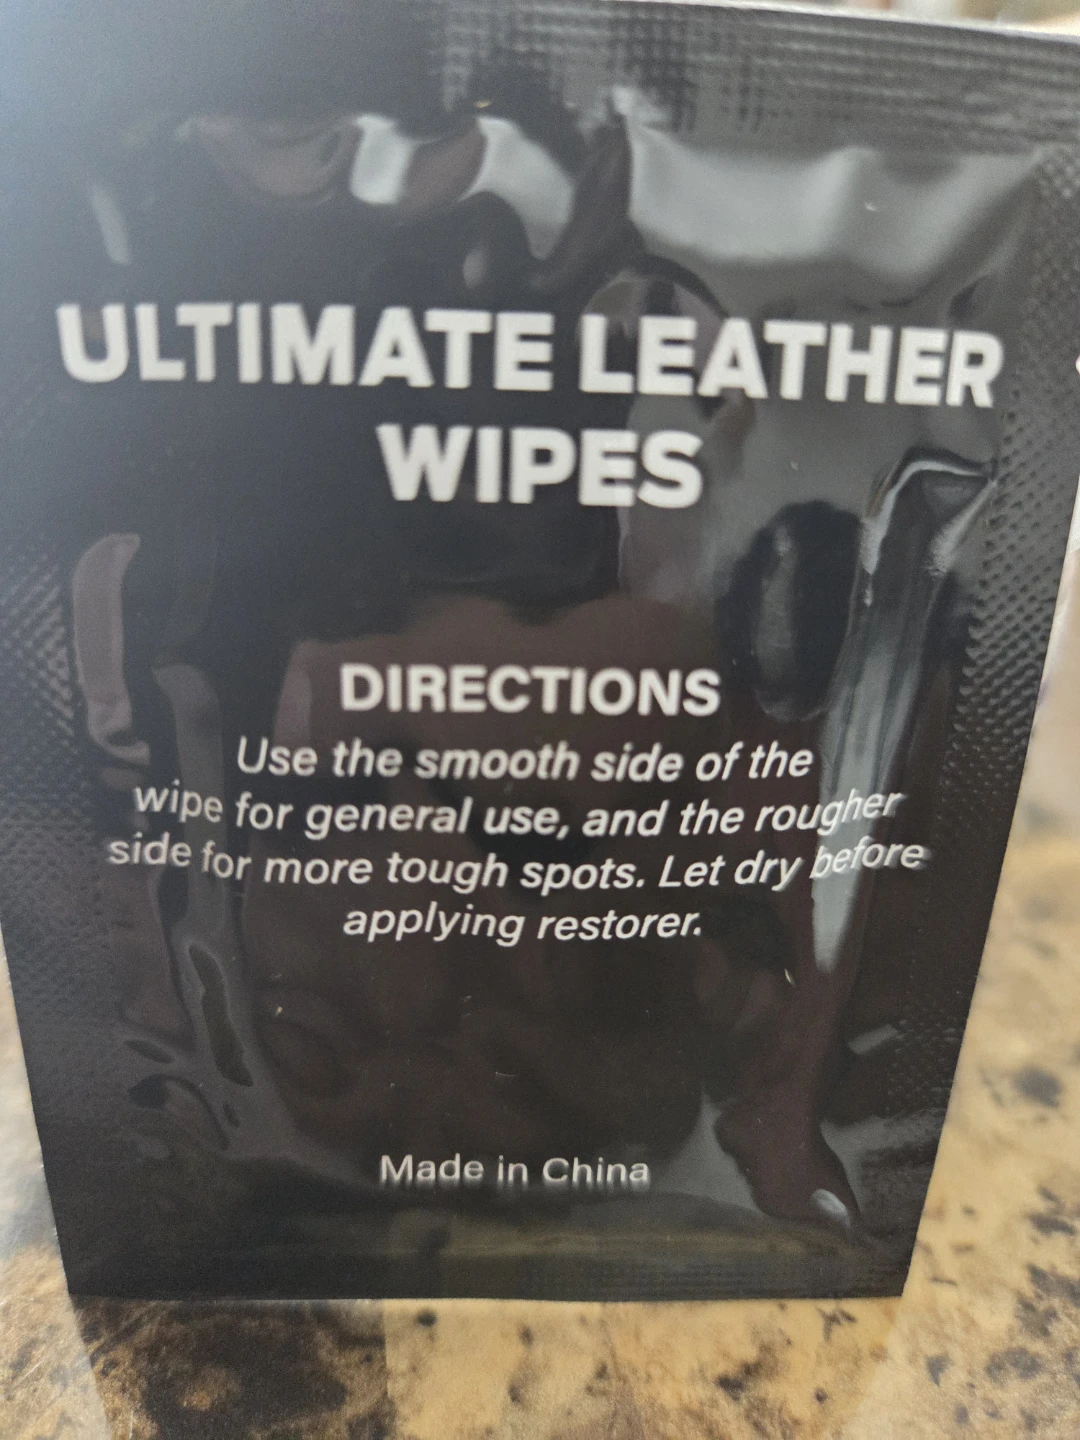 ULTIMATE LEATHER
WIPES
DIRECTIONS
Use the smooth side of the
wipe for general use, and the rougher
side for more tough spots. Let dry before
applying restorer.
Made in China